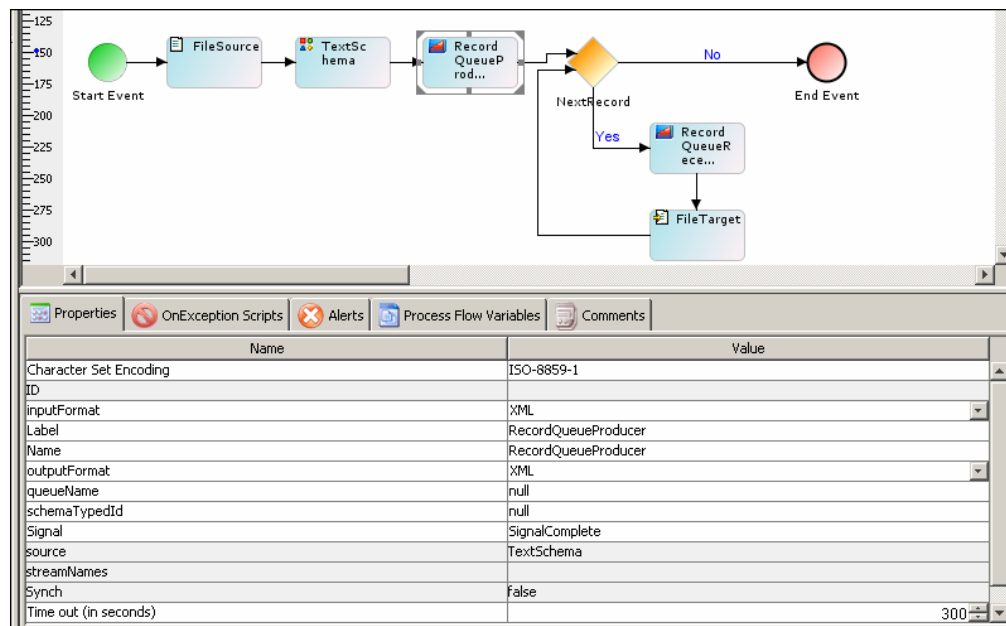 125
150
175
200
225
250
275
300
Start Event
FileSource
TextSc
hema
Record
QueueP
rod...
NextRecord
No
End Event
Yes
Record
QueueR
ece...
FileTarget
Properties
OnException Scripts
Alerts
Process Flow Variables
Comments
Name Value
Character Set Encoding ISO-8859-1
ID
inputFormat XML
Label RecordQueueProducer
Name RecordQueueProducer
outputFormat XML
queueName null
schemaTypedId null
Signal SignalComplete
source TextSchema
streamNames
Synch false
Time out (in seconds) 300